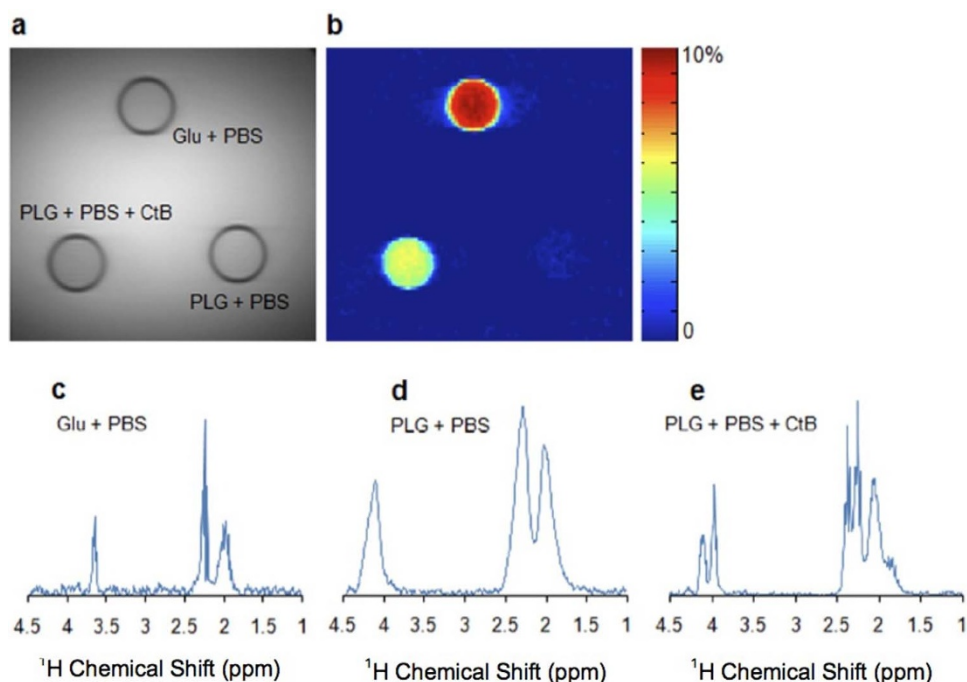 a
b
Glu + PBS
PLG + PBS + CtB
PLG + PBS
10%
0
c
Glu + PBS
4.5 4 3.5 3 2.5 2 1.5 1
¹H Chemical Shift (ppm)
d
PLG + PBS
4.5 4 3.5 3 2.5 2 1.5 1
¹H Chemical Shift (ppm)
e
PLG + PBS + CtB
4.5 4 3.5 3 2.5 2 1.5 1
¹H Chemical Shift (ppm)